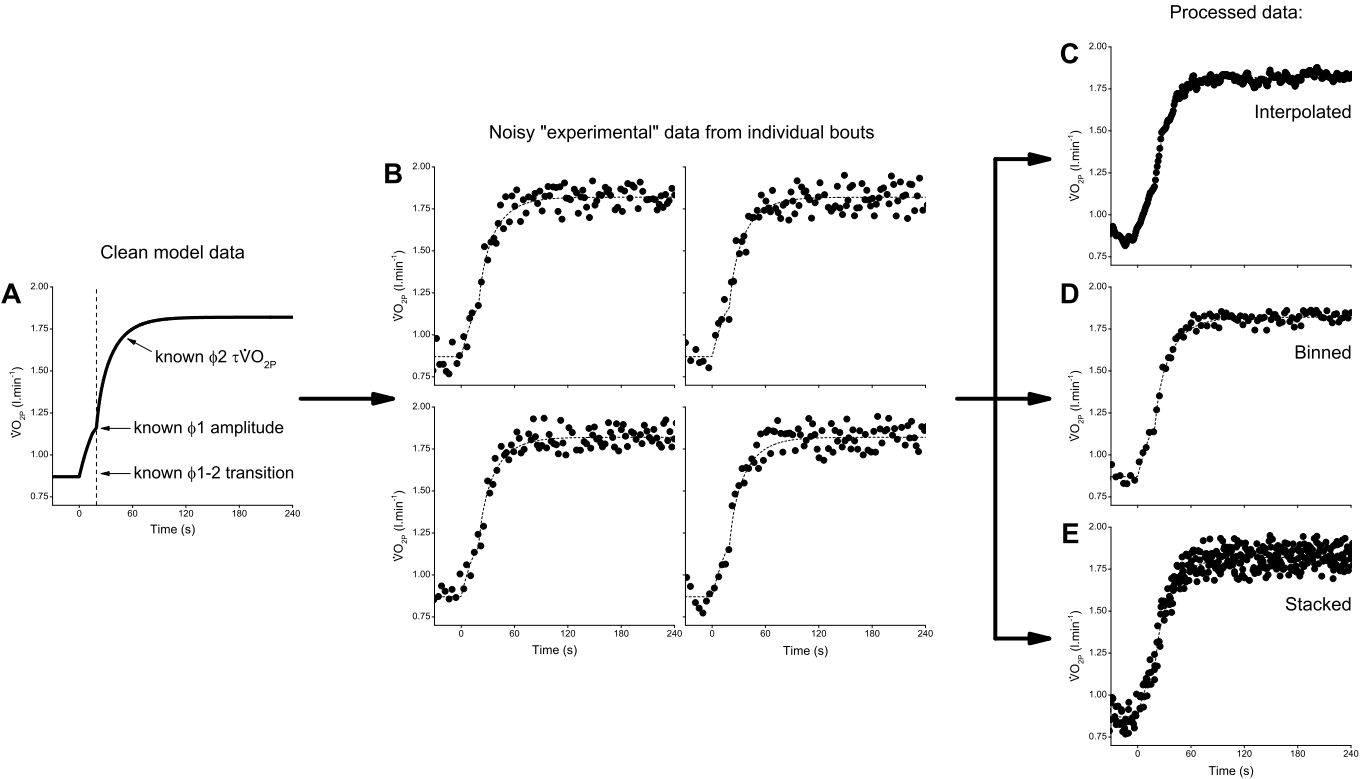 Processed data:
Noisy "experimental" data from individual bouts
Clean model data
A
2.00
1.75
1.50
1.25
1.00
0.75
V̇O2P (l.min-1)
known ϕ2 τV̇O2P
known ϕ1 amplitude
known ϕ1-2 transition
0 60 120 180 240
Time (s)
B
2.00
1.75
1.50
1.25
1.00
0.75
V̇O2P (l.min-1)
2.00
1.75
1.50
1.25
1.00
0.75
V̇O2P (l.min-1)
0 60 120 180 240
Time (s)
0 60 120 180 240
Time (s)
C
2.00
1.75
1.50
1.25
1.00
0.75
V̇O2P (l.min-1)
Interpolated
D
2.00
1.75
1.50
1.25
1.00
0.75
V̇O2P (l.min-1)
Binned
E
2.00
1.75
1.50
1.25
1.00
0.75
V̇O2P (l.min-1)
Stacked
0 60 120 180 240
Time (s)